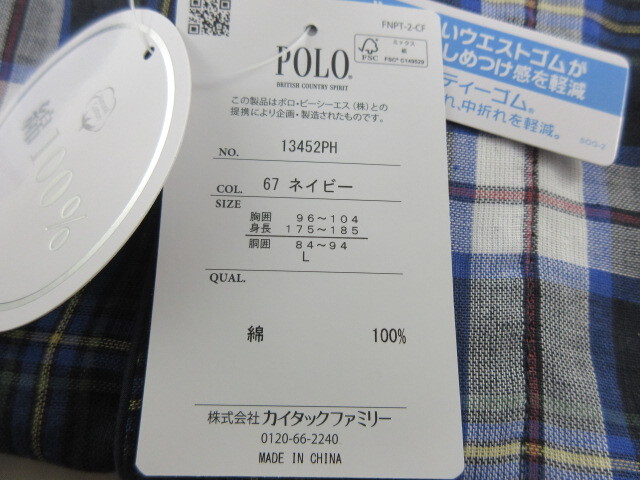 FNPT-2-CF
POLO®
BRITISH COUNTRY SPIRIT
FSC
ミックス
紙
この製品はポロ・ビーシーエス（株）との
提携により企画・製造されたものです。
NO. 13452PH
COL. 67 ネイビー
SIZE
胸囲 96～104
身長 175～185
胴囲 84～94
L
QUAL.
綿 100%
株式会社 カイタックファミリー
0120-66-2240
MADE IN CHINA
いウエストゴムが
しめつけ感を軽減
ティーゴム。
れ、中折れを軽減。
綿100%